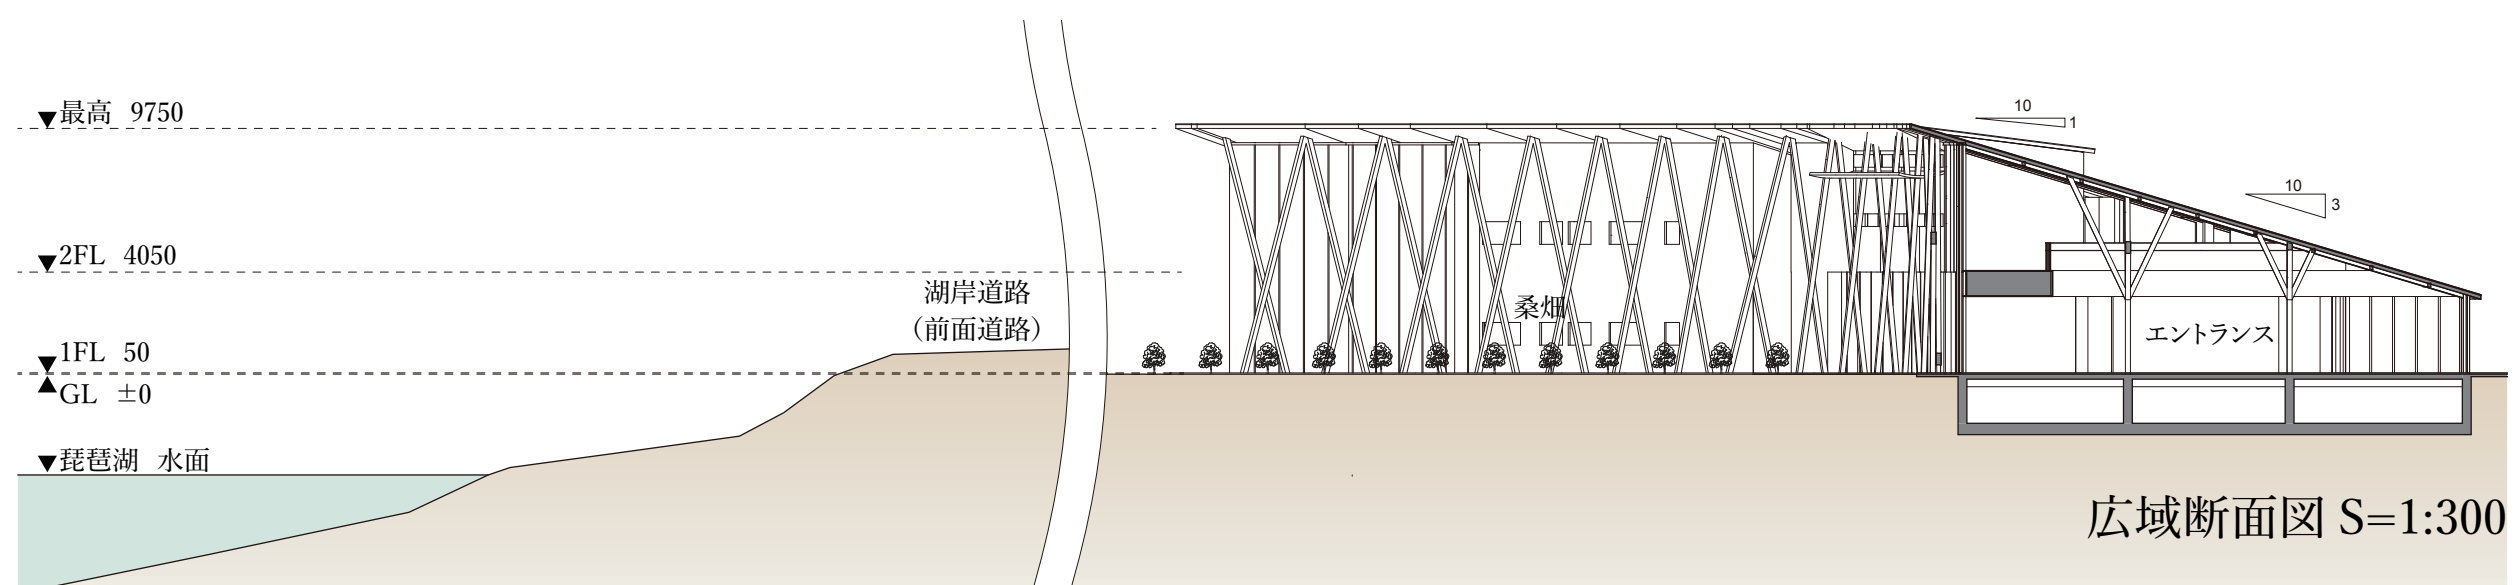 ▼最高 9750
10
1
10
3
▼2FL 4050
湖岸道路
（前面道路）
桑畑
エントランス
▼1FL 50
▲GL ±0
▼琵琶湖 水面
広域断面図 S=1:300